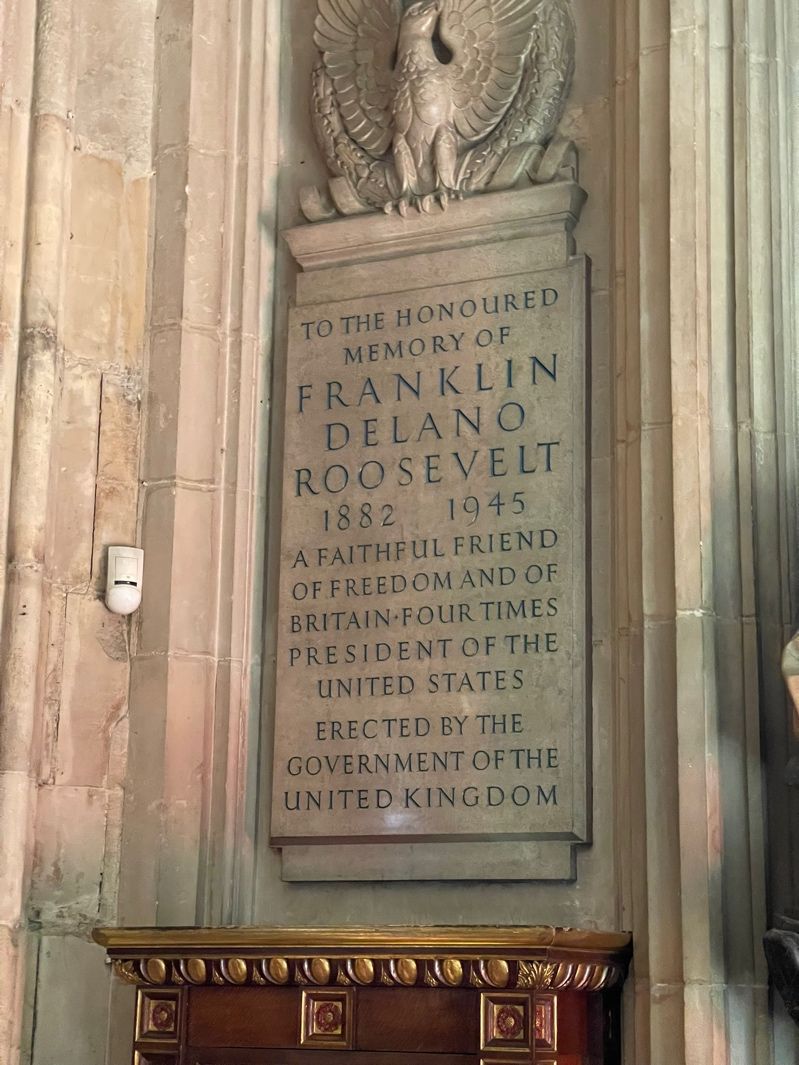 TO THE HONOURED
MEMORY OF
FRANKLIN
DELANO
ROOSEVELT
1882 1945
A FAITHFUL FRIEND
OF FREEDOM AND OF
BRITAIN·FOUR TIMES
PRESIDENT OF THE
UNITED STATES
ERECTED BY THE
GOVERNMENT OF THE
UNITED KINGDOM